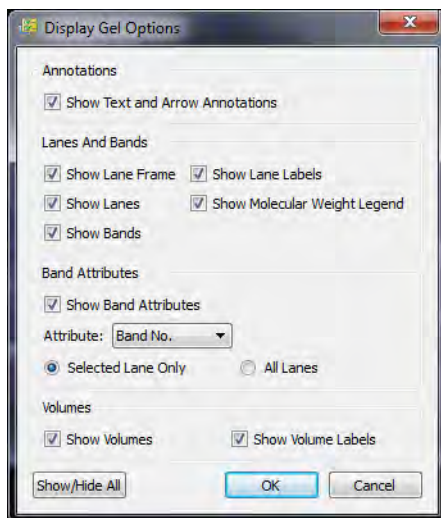 Display Gel Options
Annotations
Show Text and Arrow Annotations
Lanes And Bands
Show Lane Frame Show Lane Labels
Show Lanes Show Molecular Weight Legend
Show Bands
Band Attributes
Show Band Attributes
Attribute: Band No.
Selected Lane Only All Lanes
Volumes
Show Volumes Show Volume Labels
Show/Hide All OK Cancel